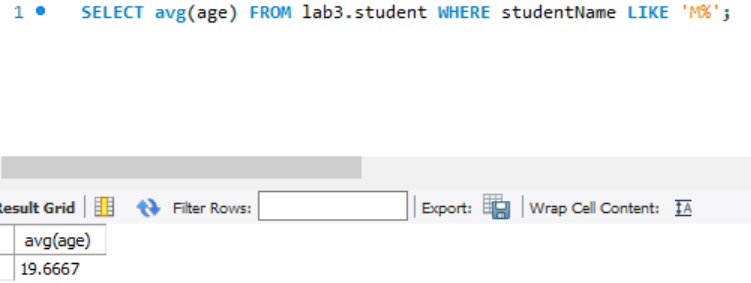 1 SELECT avg(age) FROM lab3.student WHERE studentName LIKE 'M%';
Result Grid Filter Rows: Export: Wrap Cell Content: IA
avg(age)
19.6667